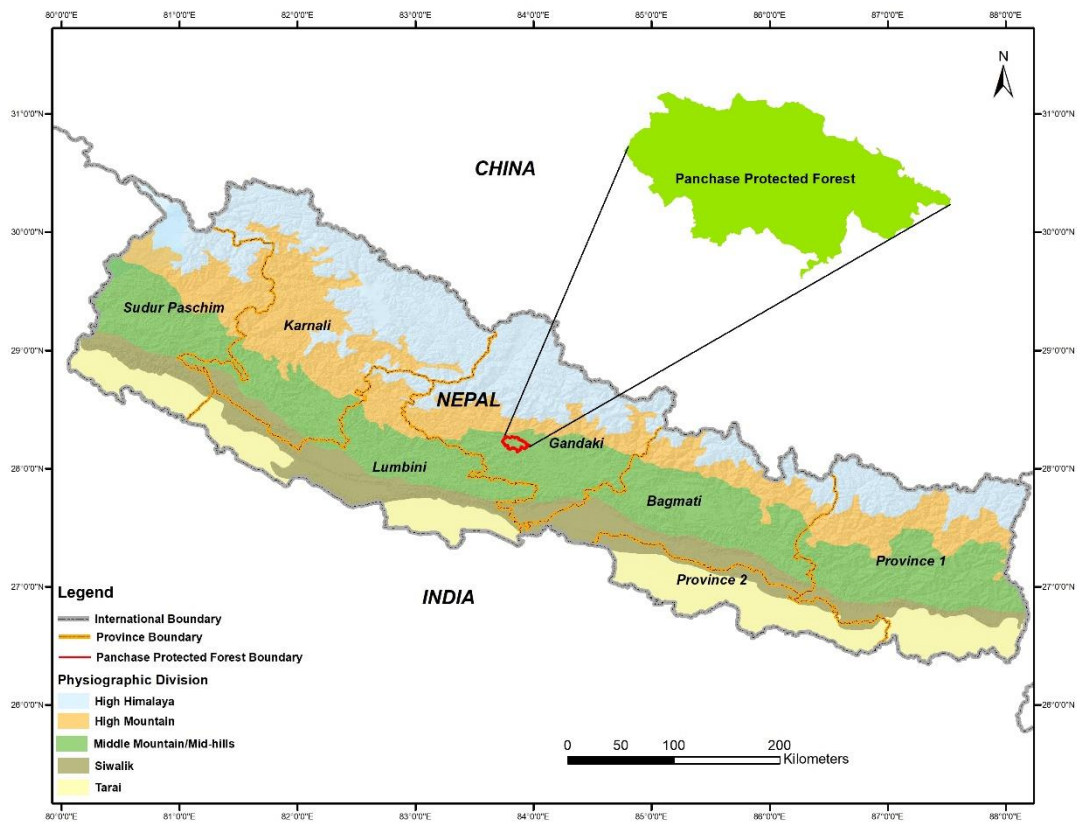 80°0'0"E 81°0'0"E 82°0'0"E 83°0'0"E 84°0'0"E 85°0'0"E 86°0'0"E 87°0'0"E 88°0'0"E
N
31°0'0"N 31°0'0"N
CHINA
Panchase Protected Forest
30°0'0"N 30°0'0"N
Sudur Paschim
Karnali
29°0'0"N 29°0'0"N
NEPAL
Gandaki
28°0'0"N 28°0'0"N
Lumbini
Bagmati
Province 1
Province 2
27°0'0"N 27°0'0"N
INDIA
Legend
International Boundary
Province Boundary
Panchase Protected Forest Boundary
Physiographic Division
High Himalaya
High Mountain
Middle Mountain/Mid-hills
Siwalik
Tarai
26°0'0"N 26°0'0"N
0 50 100 200
Kilometers
80°0'0"E 81°0'0"E 82°0'0"E 83°0'0"E 84°0'0"E 85°0'0"E 86°0'0"E 87°0'0"E 88°0'0"E